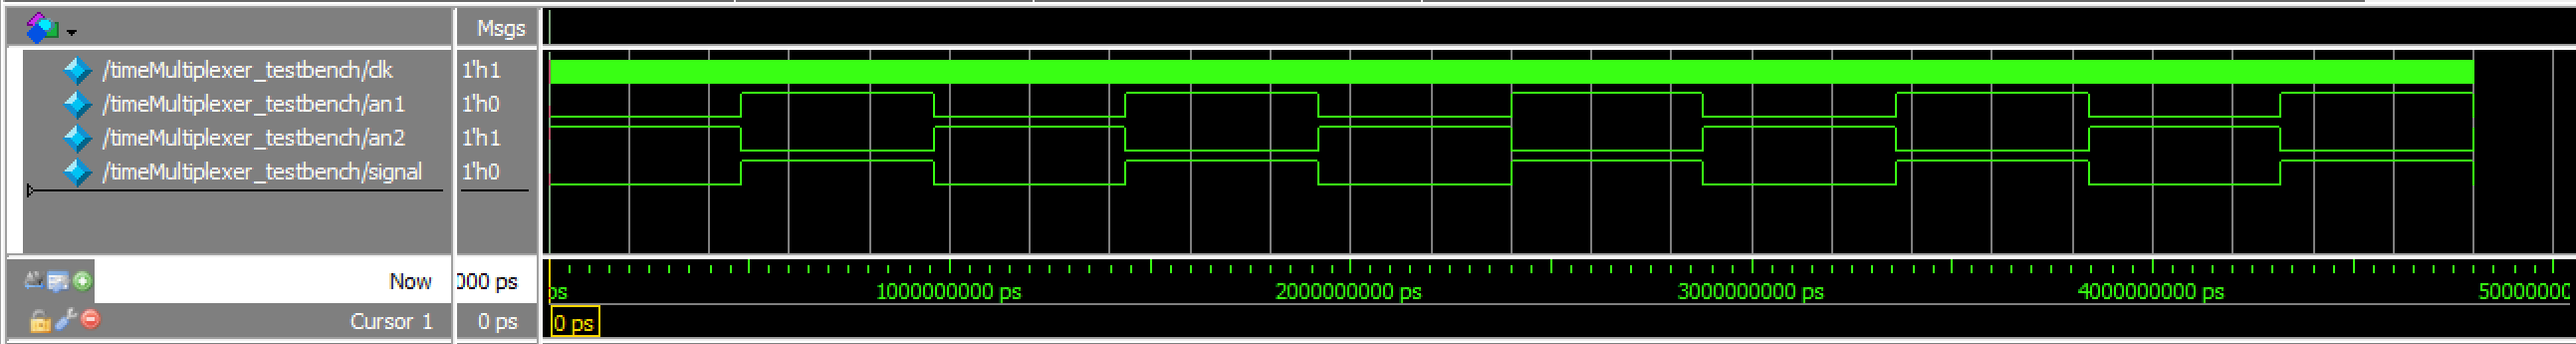 Msgs
/timeMultiplexer_testbench/clk 1'h1
/timeMultiplexer_testbench/an1 1'h0
/timeMultiplexer_testbench/an2 1'h1
/timeMultiplexer_testbench/signal 1'h0
Now 000 ps ps 1000000000 ps 2000000000 ps 3000000000 ps 4000000000 ps 50000000
Cursor 1 0 ps 0 ps